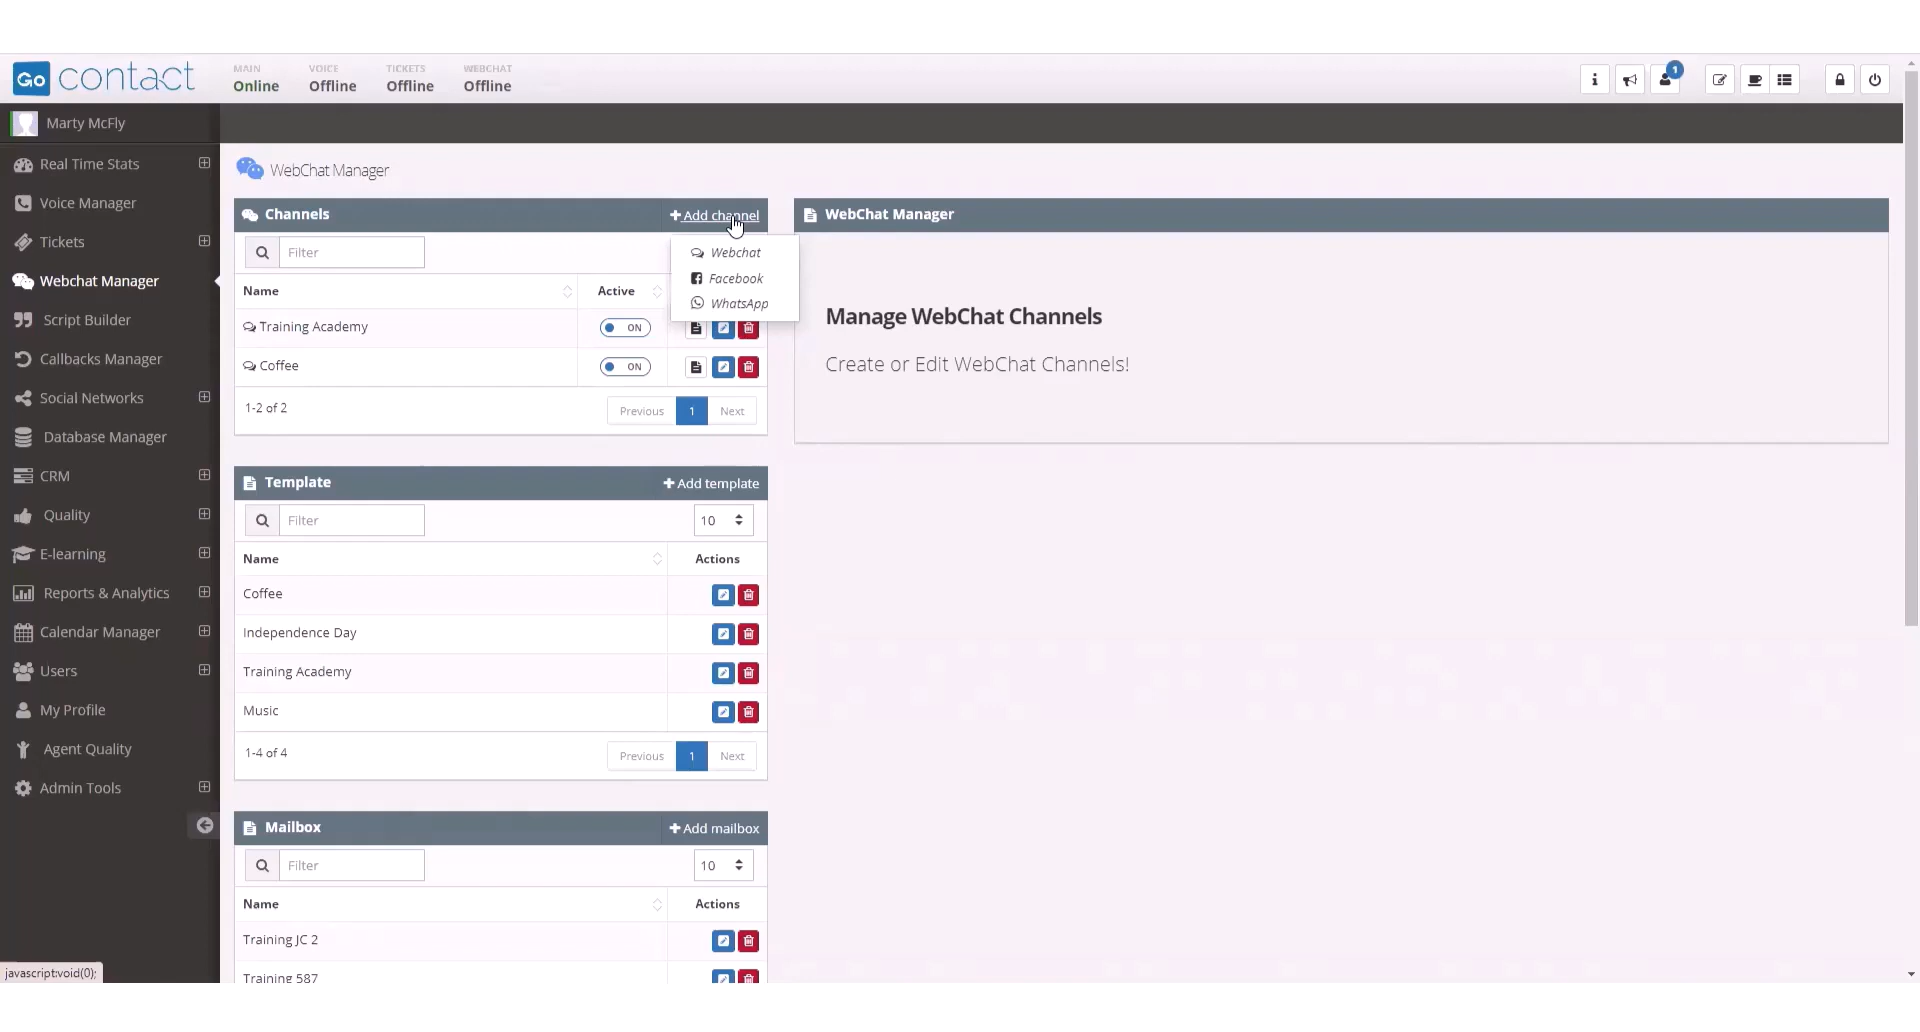 Go contact
MAIN VOICE TICKETS WEBCHAT
Online Offline Offline Offline
1
Marty McFly
Real Time Stats
Voice Manager
Tickets
Webchat Manager
Script Builder
Callbacks Manager
Social Networks
Database Manager
CRM
Quality
E-learning
Reports & Analytics
Calendar Manager
Users
My Profile
Agent Quality
Admin Tools
javascript:void(0);
WebChat Manager
Channels Add channel
Filter
Webchat
Facebook
WhatsApp
Name Active
Training Academy ON
Coffee ON
1-2 of 2 Previous 1 Next
Template Add template
Filter 10
Name Actions
Coffee
Independence Day
Training Academy
Music
1-4 of 4 Previous 1 Next
Mailbox Add mailbox
Filter 10
Name Actions
Training JC 2
Training 587
WebChat Manager
Manage WebChat Channels
Create or Edit WebChat Channels!